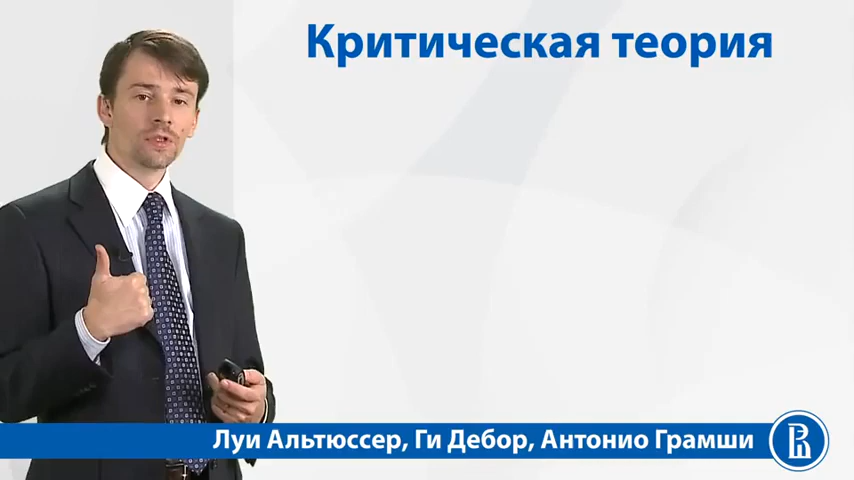 Критическая теория
Луи Альтюссер, Ги Дебор, Антонио Грамши